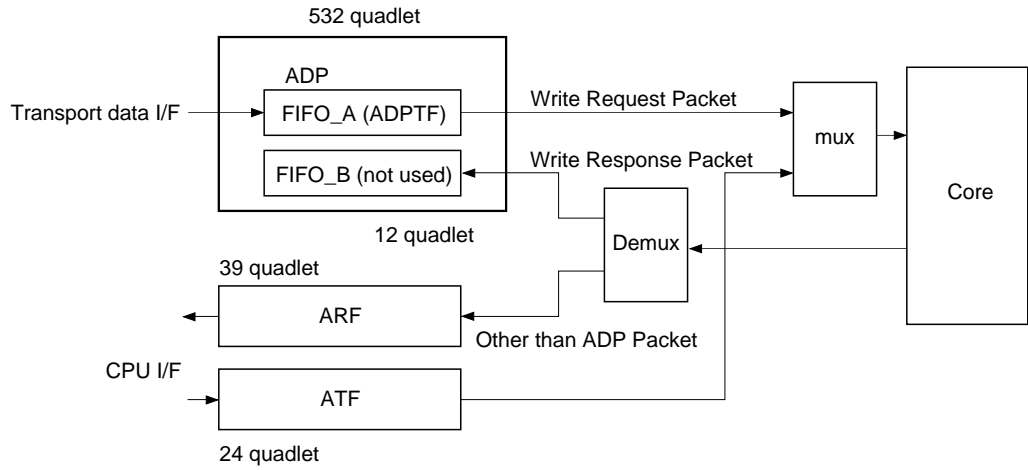 532 quadlet
ADP
Transport data I/F
FIFO_A (ADPTF)
Write Request Packet
mux
FIFO_B (not used)
Write Response Packet
Core
12 quadlet
Demux
39 quadlet
ARF
Other than ADP Packet
CPU I/F
ATF
24 quadlet